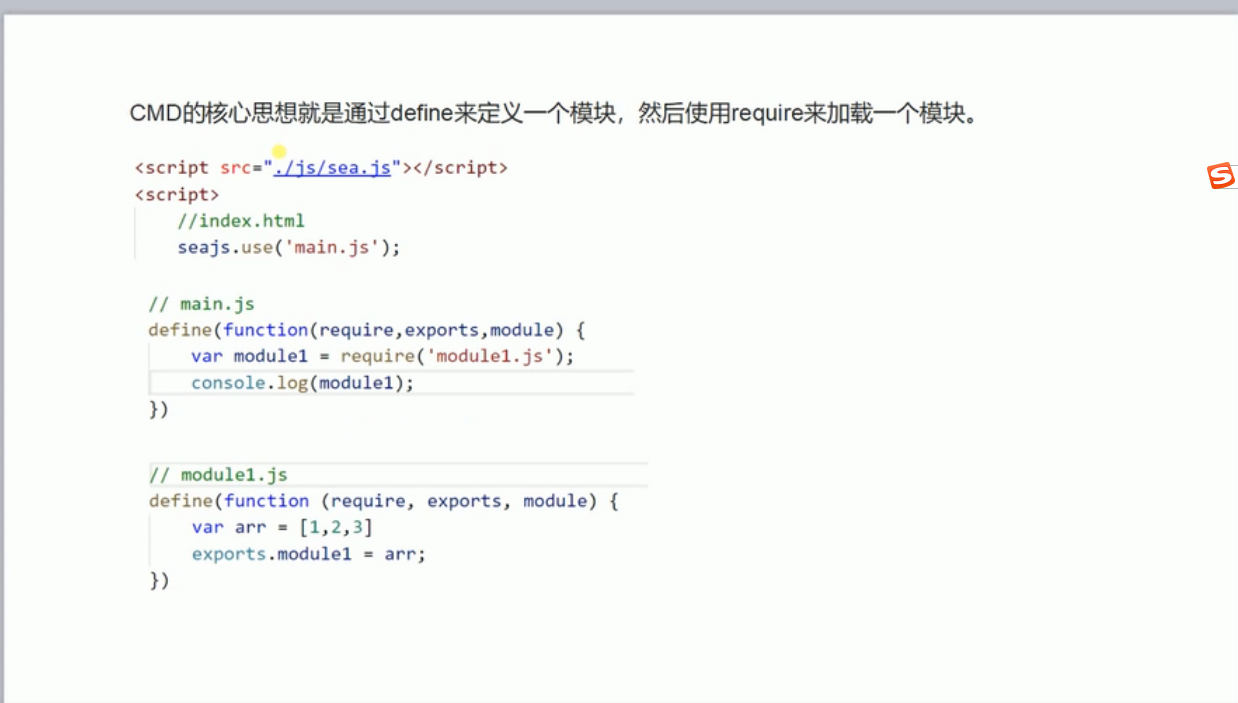 CMD的核心思想就是通过define来定义一个模块，然后使用require来加载一个模块。
<script src="./js/sea.js"></script>
<script>
//index.html
seajs.use('main.js');
// main.js
define(function(require,exports,module) {
var module1 = require('module1.js');
console.log(module1);
})
// module1.js
define(function (require, exports, module) {
var arr = [1,2,3]
exports.module1 = arr;
})